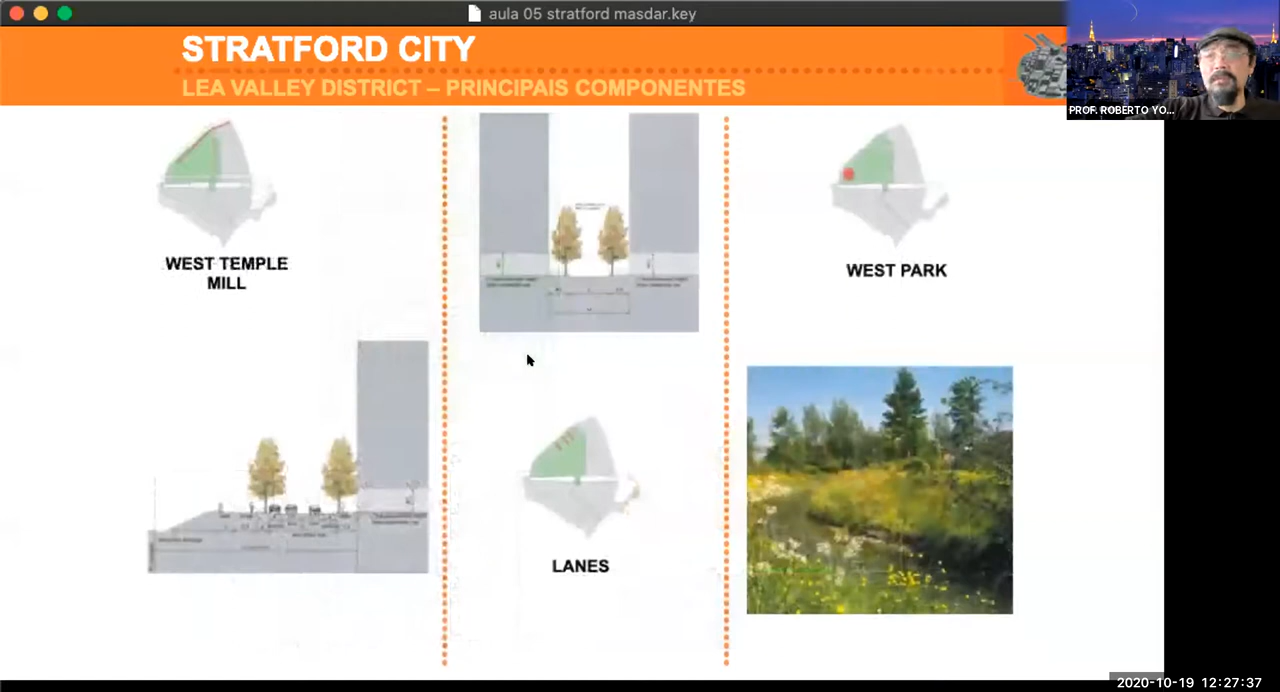 aula 05 stratford masdar.key
STRATFORD CITY
LEA VALLEY DISTRICT – PRINCIPAIS COMPONENTES
PROF. ROBERTO YO...
WEST TEMPLE
MILL
LANES
WEST PARK
2020-10-19 12:27:37